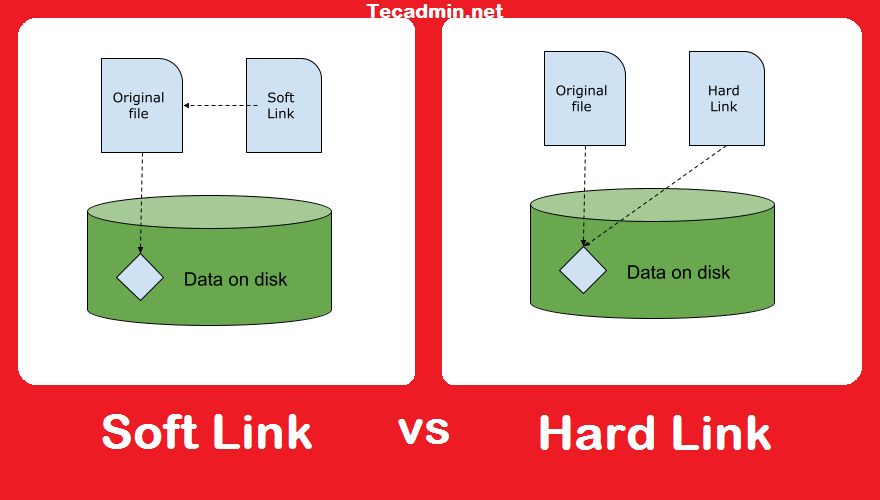 Tecadmin.net
Original
file
Soft
Link
Data on disk
Original
file
Hard
Link
Data on disk
Soft Link vs Hard Link